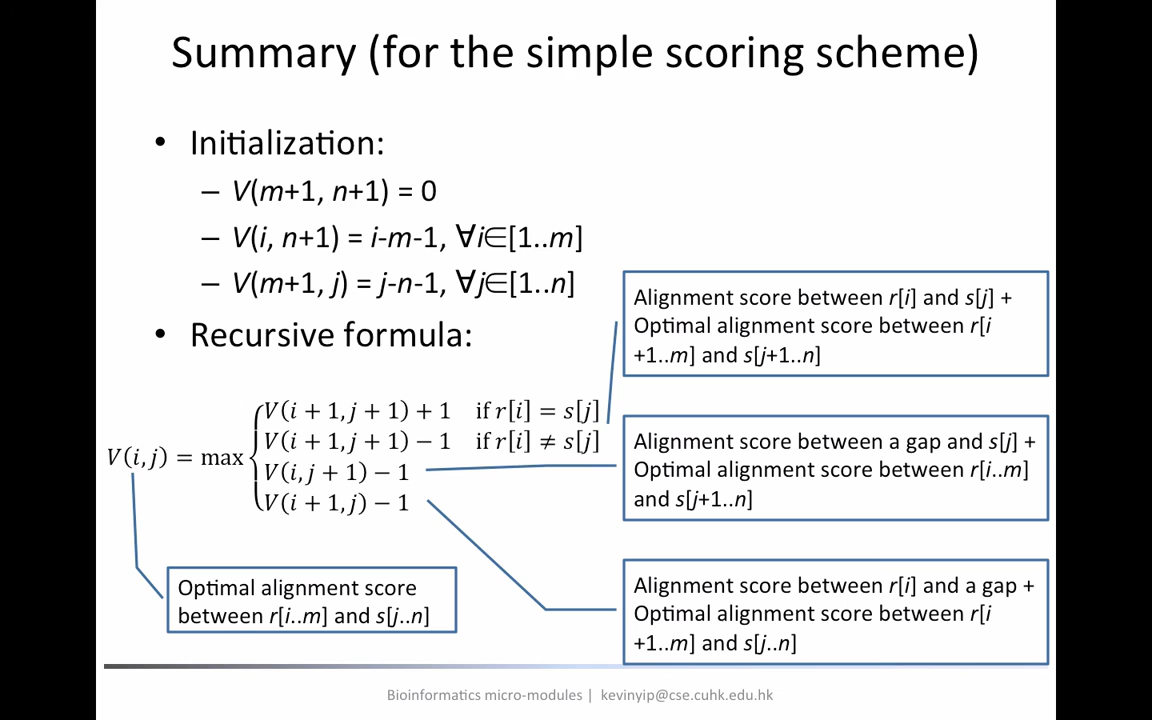 Summary (for the simple scoring scheme)
• Initialization:
– V(m+1, n+1) = 0
– V(i, n+1) = i-m-1, ∀i∈[1..m]
– V(m+1, j) = j-n-1, ∀j∈[1..n]
• Recursive formula:
V(i, j) = max
V(i + 1, j + 1) + 1 if r[i] = s[j]
V(i + 1, j + 1) − 1 if r[i] ≠ s[j]
V(i, j + 1) − 1
V(i + 1, j) − 1
Alignment score between r[i] and s[j] +
Optimal alignment score between r[i
+1..m] and s[j+1..n]
Alignment score between a gap and s[j] +
Optimal alignment score between r[i..m]
and s[j+1..n]
Alignment score between r[i] and a gap +
Optimal alignment score between r[i
+1..m] and s[j..n]
Optimal alignment score
between r[i..m] and s[j..n]
Bioinformatics micro-modules | kevinyip@cse.cuhk.edu.hk